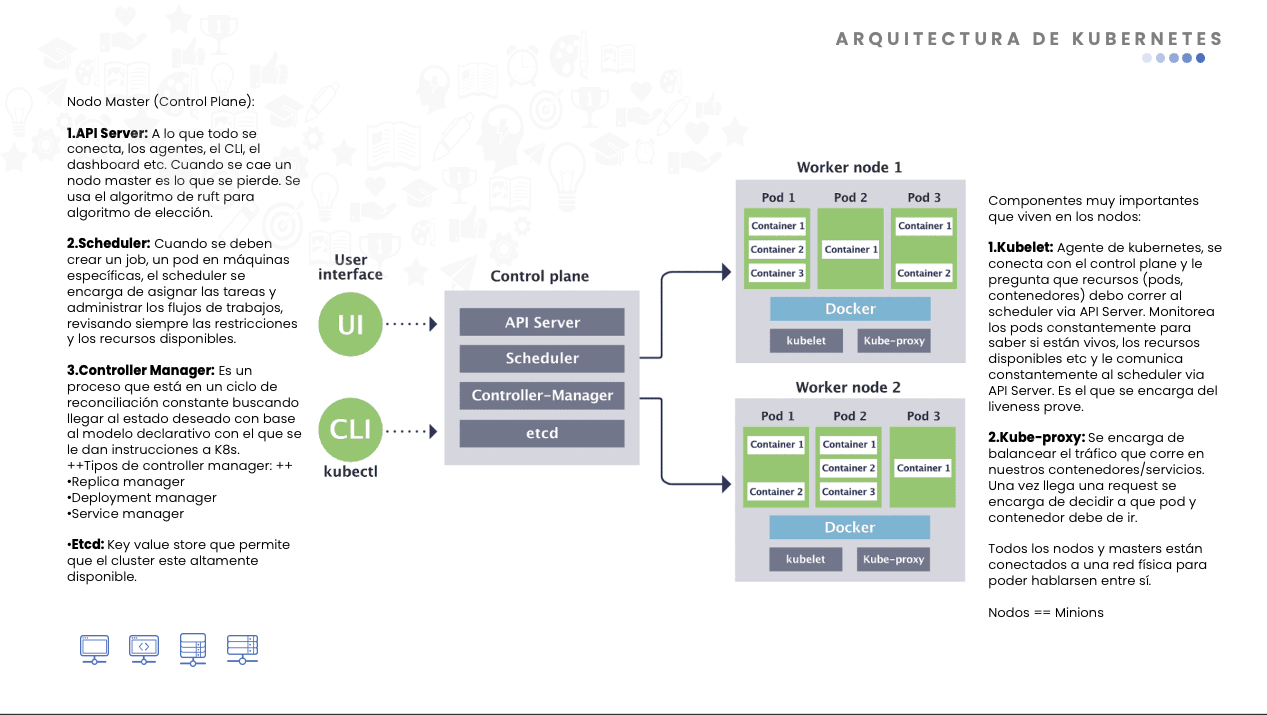 ARQUITECTURA DE KUBERNETES
Nodo Master (Control Plane):
1.API Server: A lo que todo se
conecta, los agentes, el CLI, el
dashboard etc. Cuando se cae un
nodo master es lo que se pierde. Se
usa el algoritmo de ruft para
algoritmo de elección.
2.Scheduler: Cuando se deben
crear un job, un pod en máquinas
específicas, el scheduler se
encarga de asignar las tareas y
administrar los flujos de trabajos,
revisando siempre las restricciones
y los recursos disponibles.
3.Controller Manager: Es un
proceso que está en un ciclo de
reconciliación constante buscando
llegar al estado deseado con base
al modelo declarativo con el que se
le dan instrucciones a K8s.
++Tipos de controller manager: ++
•Replica manager
•Deployment manager
•Service manager
•Etcd: Key value store que permite
que el cluster este altamente
disponible.
User
interface
UI
CLI
kubectl
Control plane
API Server
Scheduler
Controller-Manager
etcd
Worker node 1
Pod 1 Pod 2 Pod 3
Container 1 Container 1
Container 2 Container 1
Container 3 Container 2
Docker
kubelet Kube-proxy
Worker node 2
Pod 1 Pod 2 Pod 3
Container 1 Container 1
Container 2 Container 1
Container 2 Container 3
Docker
kubelet Kube-proxy
Componentes muy importantes
que viven en los nodos:
1.Kubelet: Agente de kubernetes, se
conecta con el control plane y le
pregunta que recursos (pods,
contenedores) debo correr al
scheduler via API Server. Monitorea
los pods constantemente para
saber si están vivos, los recursos
disponibles etc y le comunica
constantemente al scheduler via
API Server. Es el que se encarga del
liveness prove.
2.Kube-proxy: Se encarga de
balancear el tráfico que corre en
nuestros contenedores/servicios.
Una vez llega una request se
encarga de decidir a que pod y
contenedor debe de ir.
Todos los nodos y masters están
conectados a una red física para
poder hablarsen entre sí.
Nodos == Minions